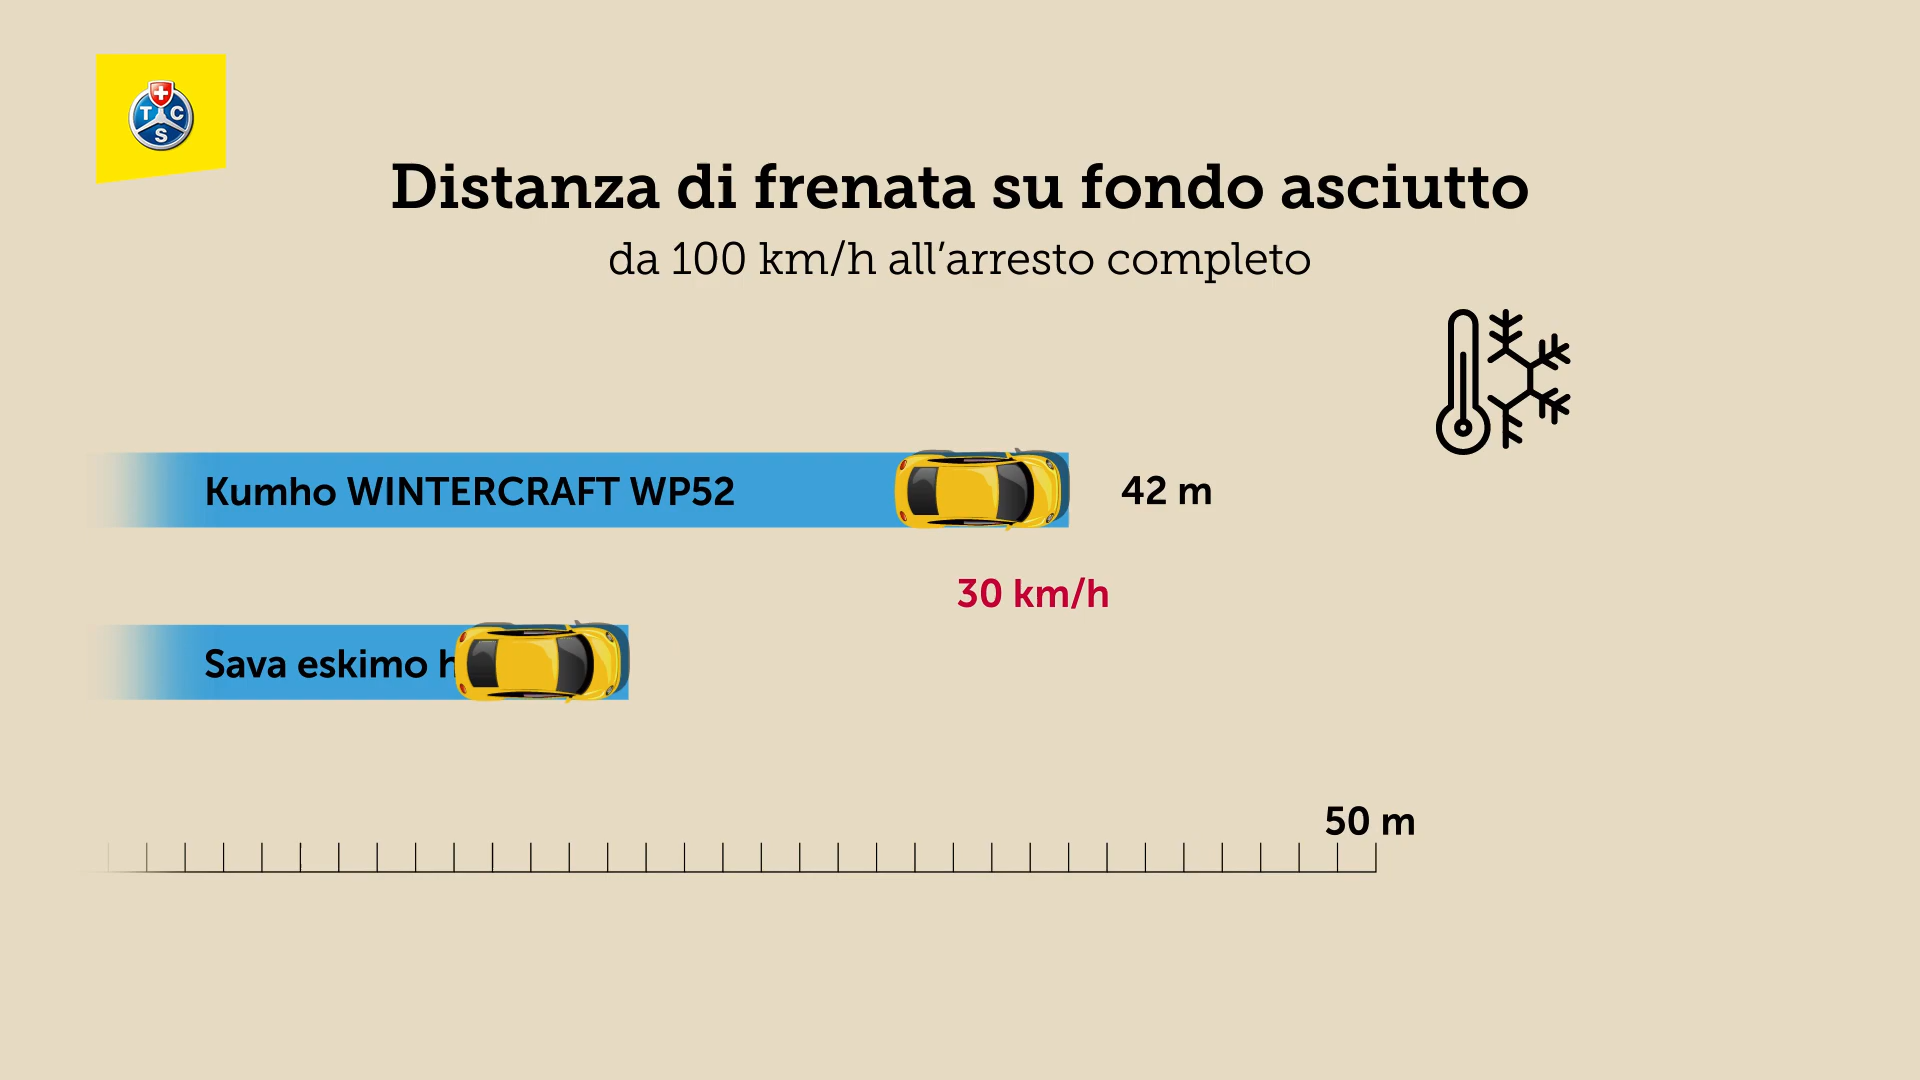 TCS
Distanza di frenata su fondo asciutto
da 100 km/h all’arresto completo
Kumho WINTERCRAFT WP52
42 m
30 km/h
Sava eskimo
50 m